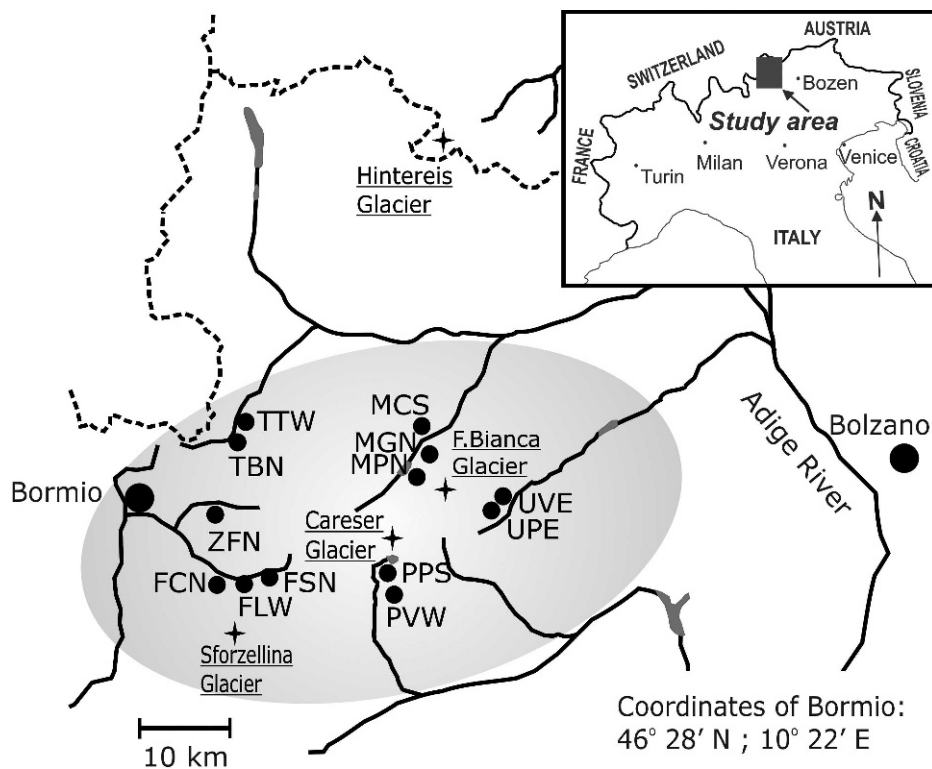 AUSTRIA
SWITZERLAND
Bozen
SLOVENIA
Study area
CROATIA
FRANCE
Milan
Verona
Venice
Turin
N
ITALY
Hintereis
Glacier
TTW
TBN
MCS
MGN
MPN
F.Bianca
Glacier
Bolzano
Adige River
Bormio
UVE
UPE
ZFN
Careser
Glacier
FCN
FSN
FLW
PPS
PVW
Sforzellina
Glacier
10 km
Coordinates of Bormio:
46° 28’ N ; 10° 22’ E